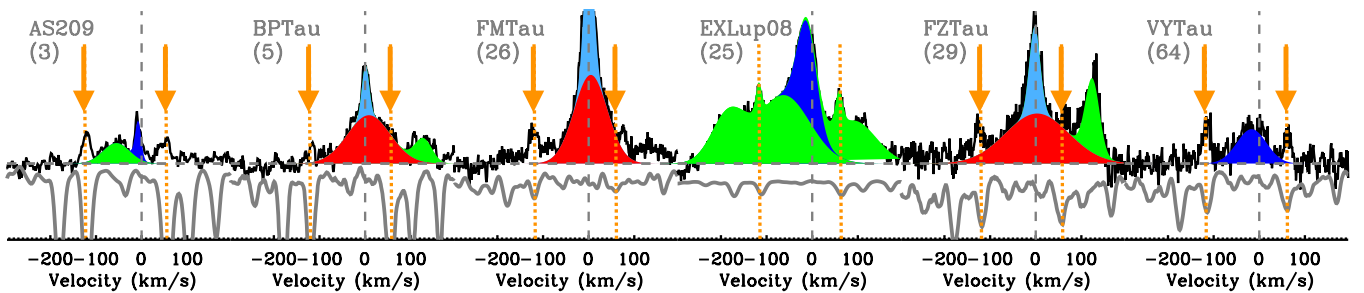 AS209 BPTau FMTau EXLup08 FZTau VYTau
(3) (5) (26) (25) (29) (64)
-200 -100 0 100 -200 -100 0 100 -200 -100 0 100 -200 -100 0 100 -200 -100 0 100 -200 -100 0 100
Velocity (km/s) Velocity (km/s) Velocity (km/s) Velocity (km/s) Velocity (km/s) Velocity (km/s)